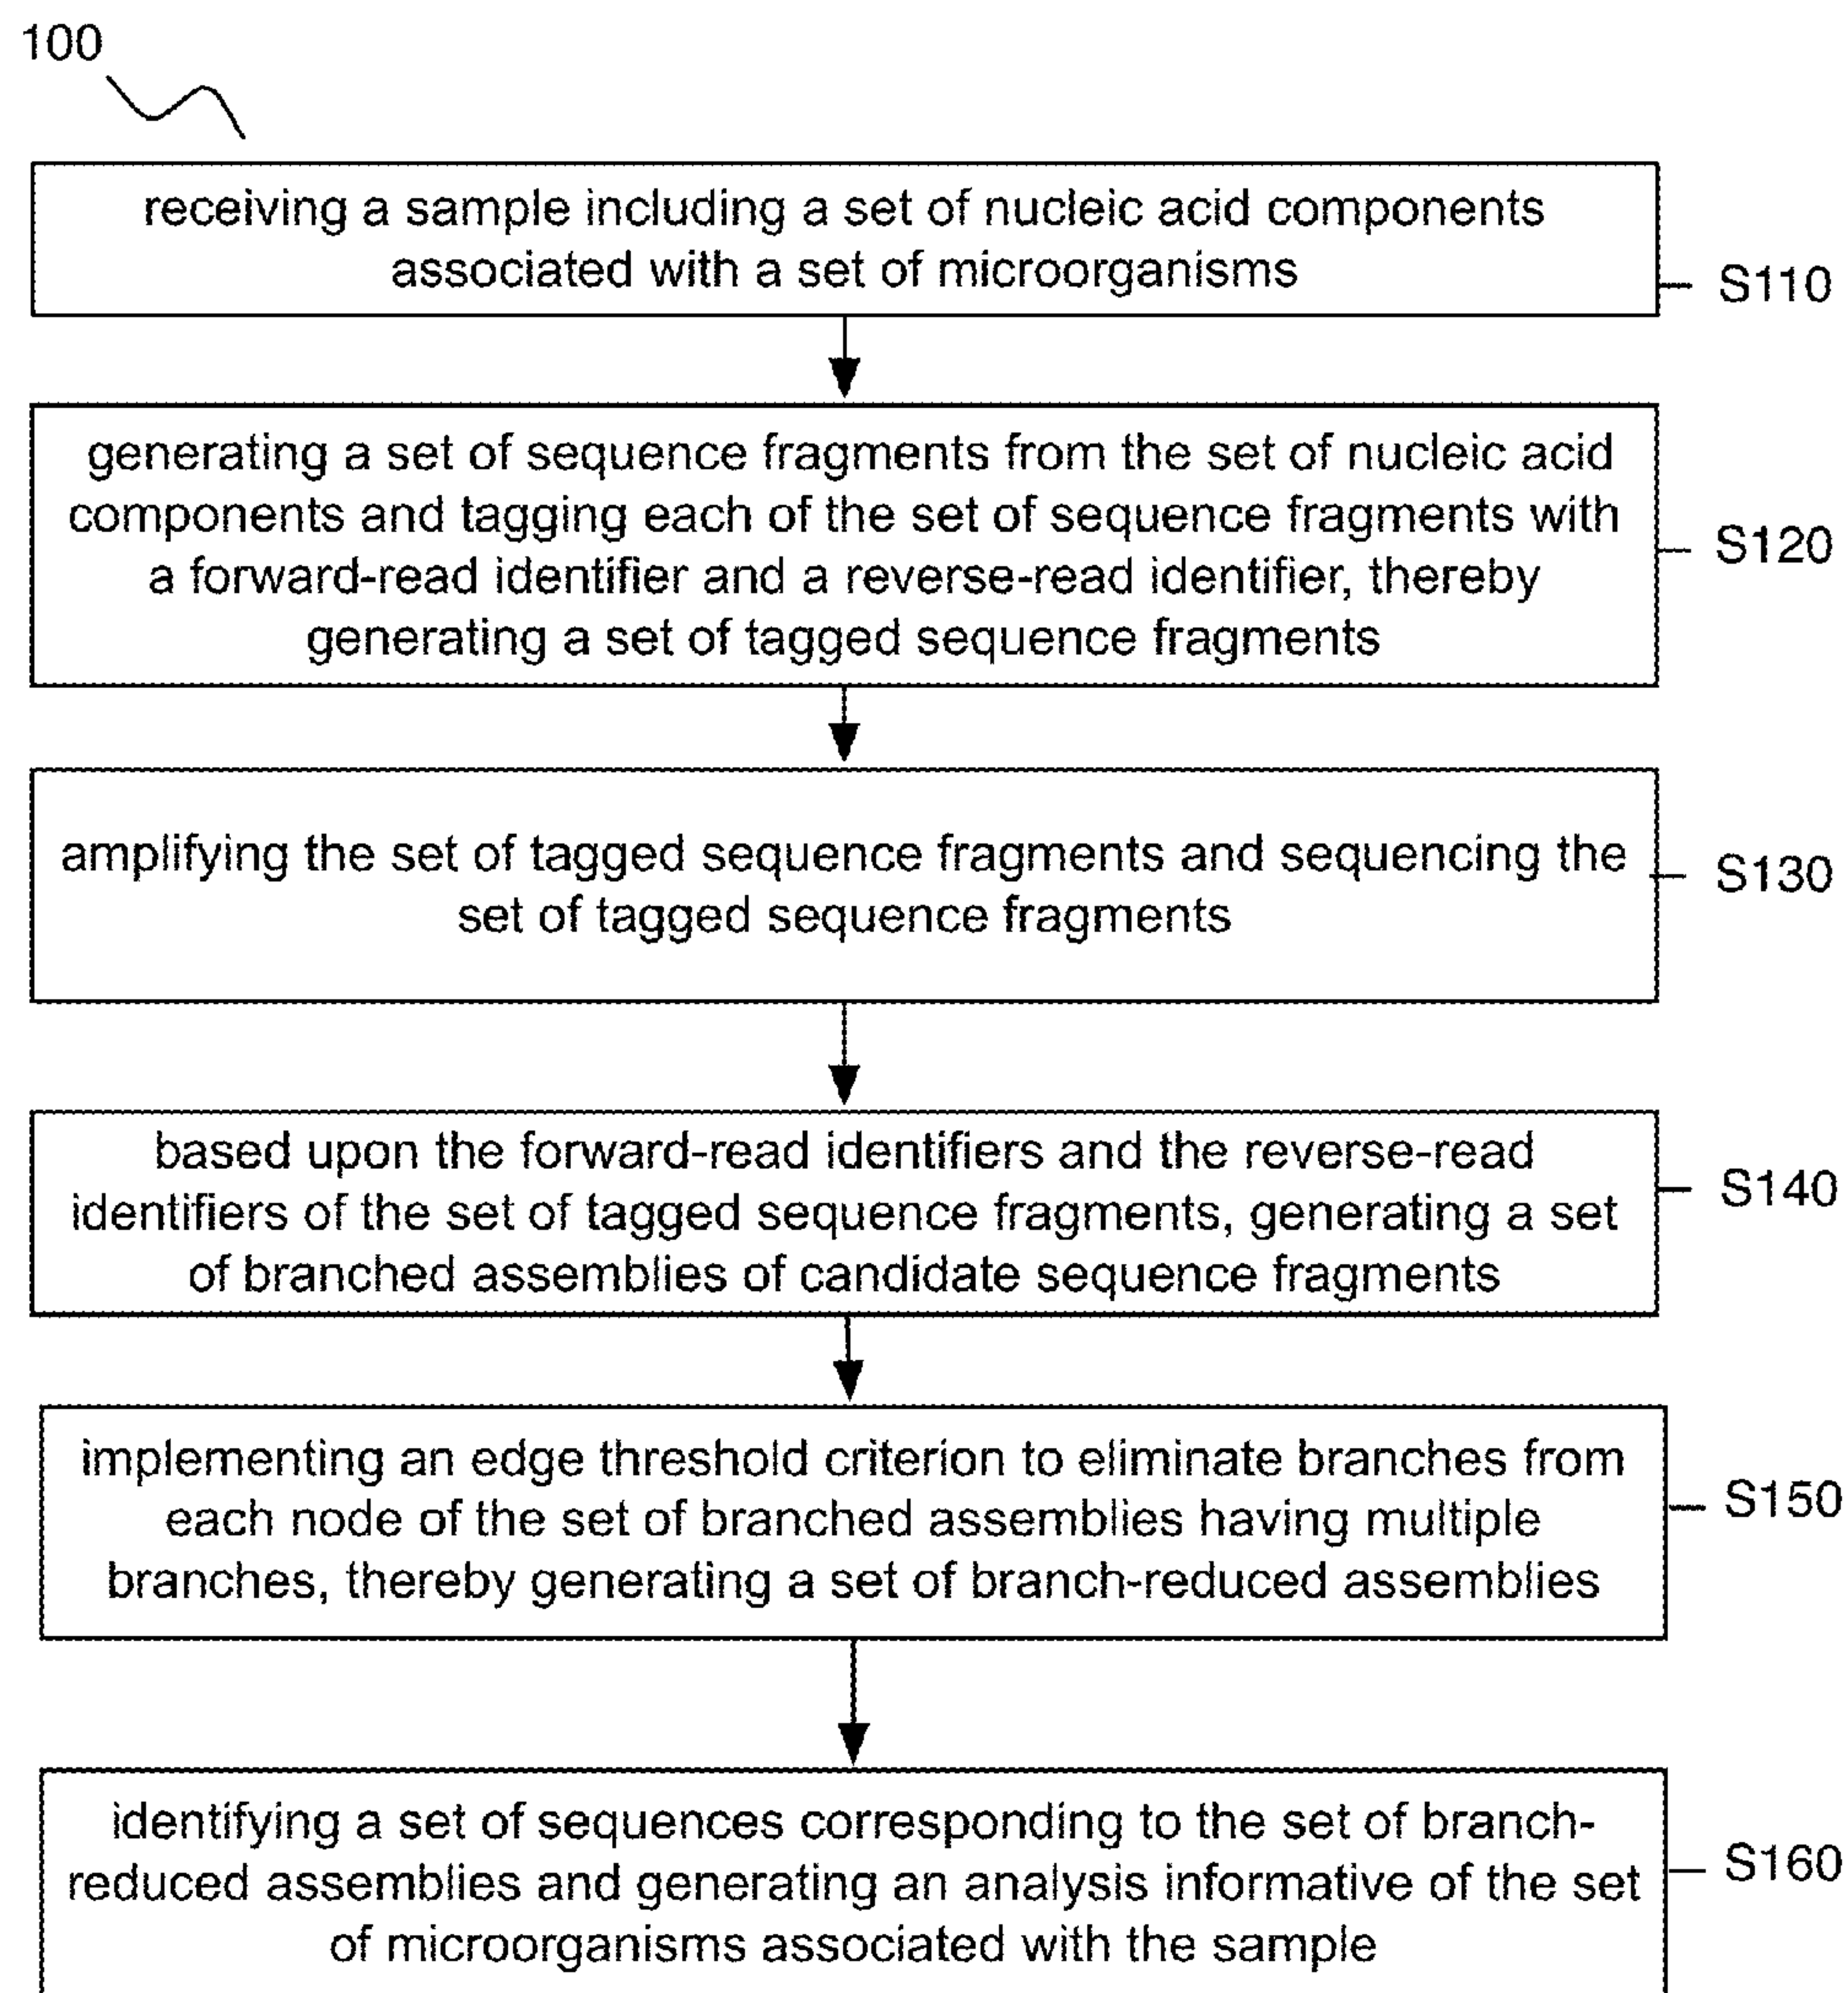 100
receiving a sample including a set of nucleic acid components
associated with a set of microorganisms
S110
generating a set of sequence fragments from the set of nucleic acid
components and tagging each of the set of sequence fragments with
a forward-read identifier and a reverse-read identifier, thereby
generating a set of tagged sequence fragments
S120
amplifying the set of tagged sequence fragments and sequencing the
set of tagged sequence fragments
S130
based upon the forward-read identifiers and the reverse-read
identifiers of the set of tagged sequence fragments, generating a set
of branched assemblies of candidate sequence fragments
S140
implementing an edge threshold criterion to eliminate branches from
each node of the set of branched assemblies having multiple
branches, thereby generating a set of branch-reduced assemblies
S150
identifying a set of sequences corresponding to the set of branch-
reduced assemblies and generating an analysis informative of the set
of microorganisms associated with the sample
S160